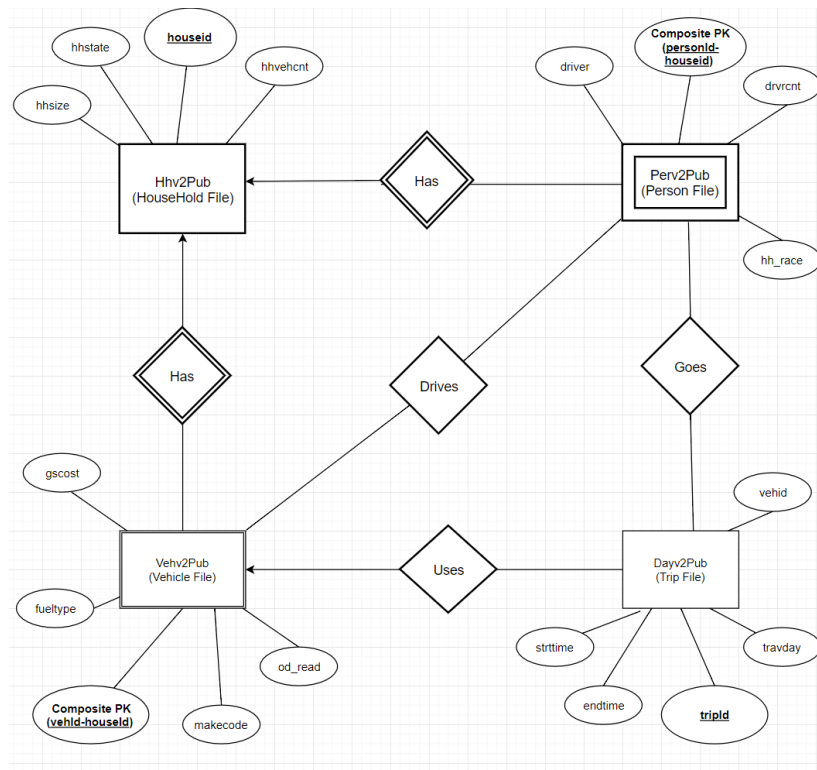 hhstate
houseid
hhvehcnt
hhsize
Hhv2Pub
(HouseHold File)
Has
driver
Composite PK
(personId-
houseid)
drvrcnt
Perv2Pub
(Person File)
hh_race
Has
Drives
Goes
gscost
Vehv2Pub
(Vehicle File)
fueltype
Composite PK
(vehId-houseId)
makecode
od_read
Uses
vehid
Dayv2Pub
(Trip File)
strttime
endtime
tripId
travday